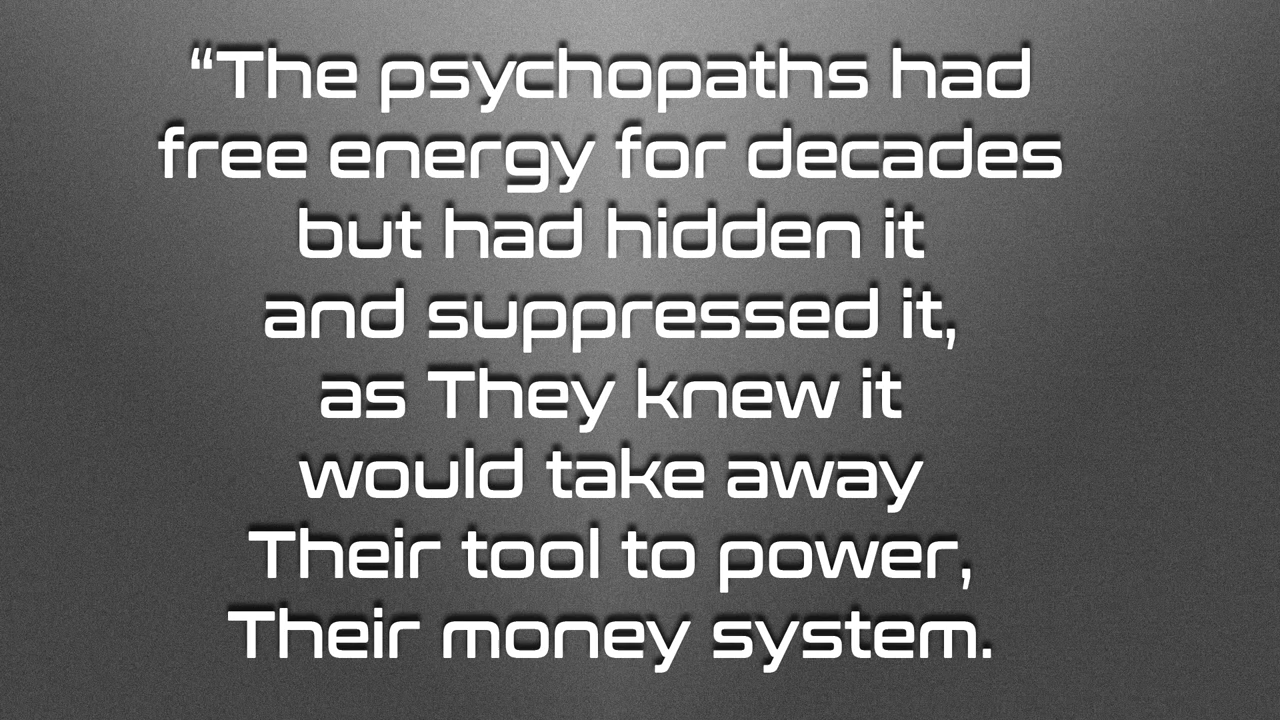 “The psychopaths had
free energy for decades
but had hidden it
and suppressed it,
as They knew it
would take away
Their tool to power,
Their money system.